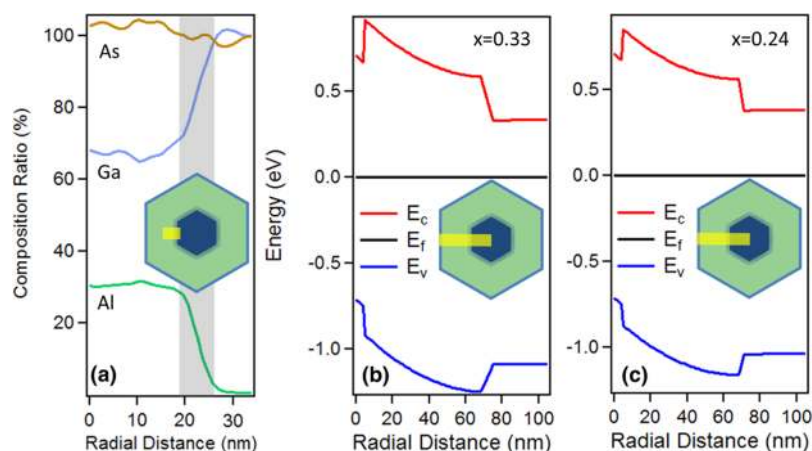 Composition Ratio (%)
100
80
60
40
20
As
Ga
Al
(a)
0
10
20
30
Radial Distance (nm)
Energy (eV)
0.5
0.0
-0.5
-1.0
x=0.33
E_c
E_f
E_v
(b)
0
20
40
60
80
100
Radial Distance (nm)
0.5
0.0
-0.5
-1.0
x=0.24
E_c
E_f
E_v
(c)
0
20
40
60
80
100
Radial Distance (nm)